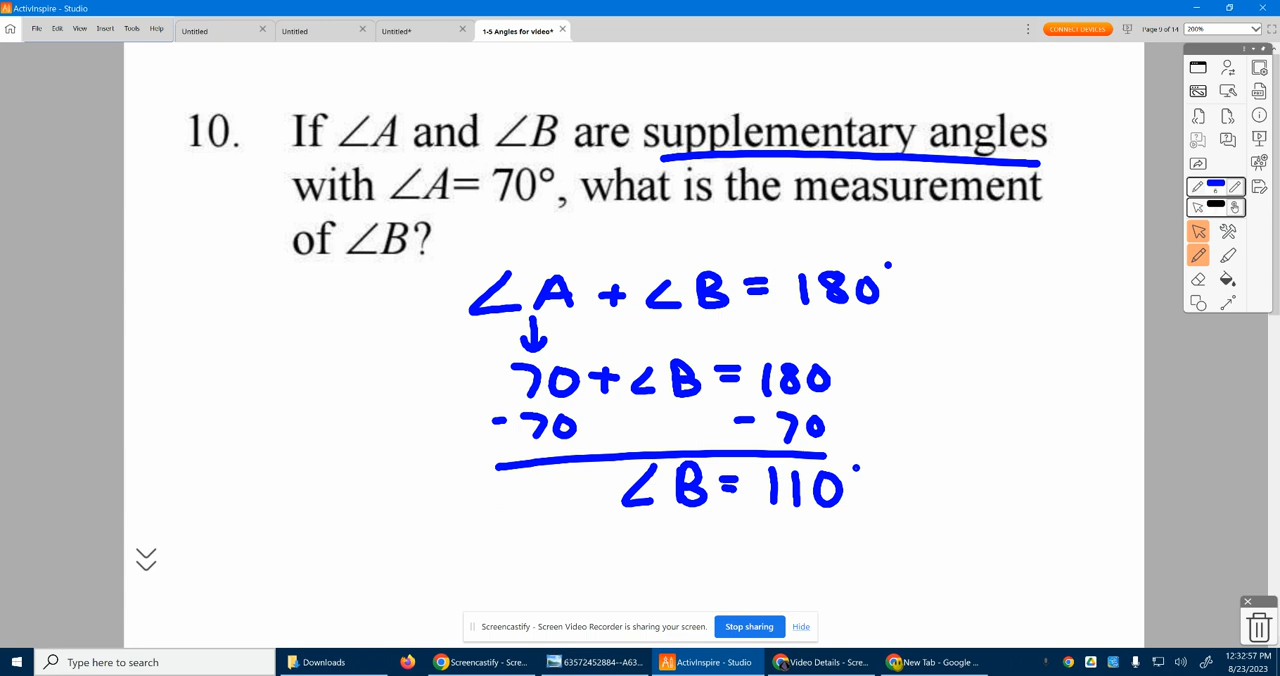 ActivInspire - Studio
File Edit View Insert Tools Help
Untitled Untitled Untitled* 1-5 Angles for video*
CONNECT DEVICES Page 9 of 14 200%
10. If ∠A and ∠B are supplementary angles
with ∠A= 70°, what is the measurement
of ∠B?
∠A + ∠B = 180°
70 + ∠B = 180
-70 -70
∠B = 110°
Screencastify - Screen Video Recorder is sharing your screen. Stop sharing Hide
Type here to search Downloads Screencastify - Scre... 63572452884--A63... ActivInspire - Studio Video Details - Scre... New Tab - Google ... 12:32:57 PM
8/23/2023